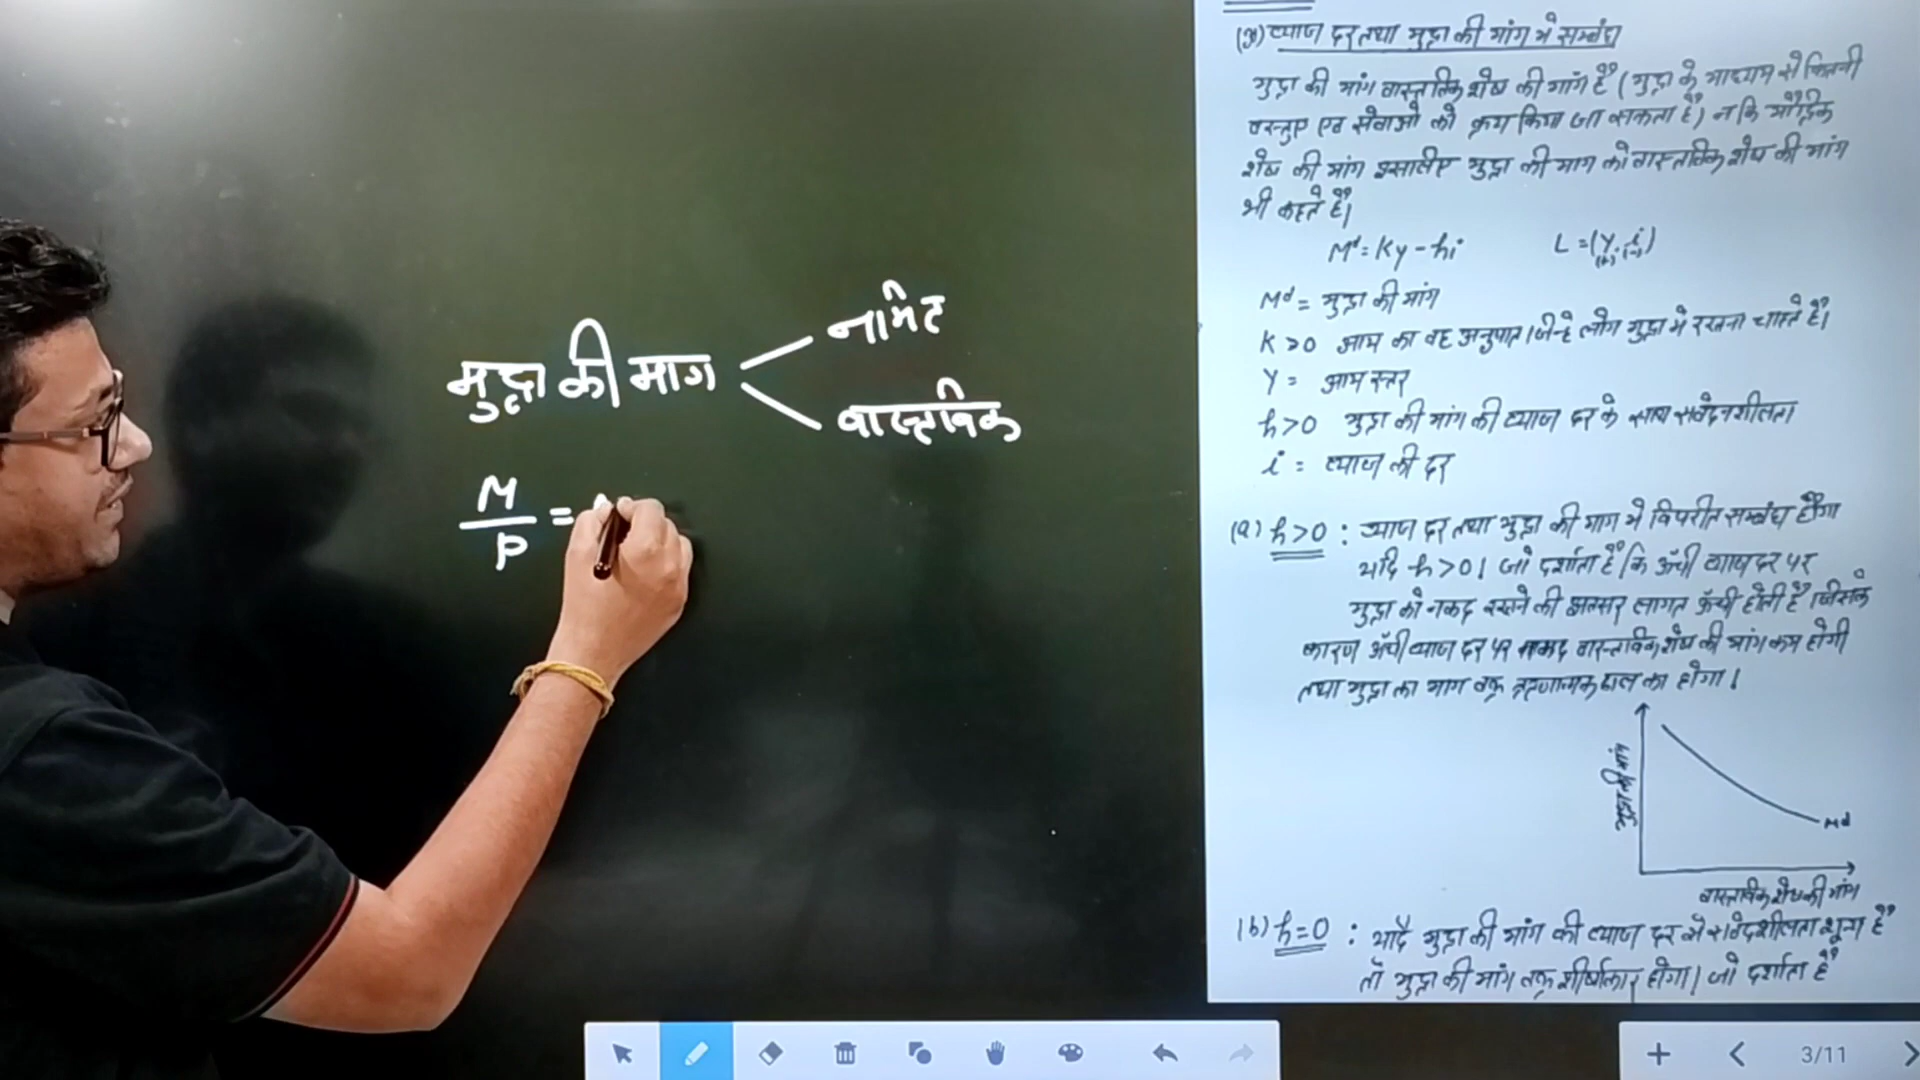 मुद्रा की माग
नामिट
वास्तविक
M
P
=
(अ) ब्याज दर तथा मुद्रा की मांग मे सम्बंध
मुद्रा की मांग वास्तविक शेष की मांग है (मुद्रा के माध्यम से कितनी
वस्तुए एव सेवाओ को क्रय किया जा सकता है) न कि मौद्रिक
शेष की मांग इसलिए मुद्रा की मांग को वास्तविक शेष की मांग
भी कहते है।
Mᵈ = Ky - hi L = (Y, i)
(+) (-)
Mᵈ = मुद्रा की मांग
K > 0 आय का वह अनुपात जिन्हे लोग मुद्रा मे रखना चाहते है।
Y = आय स्तर
h > 0 मुद्रा की मांग की ब्याज दर के साथ संवेदनशीलता
i = ब्याज की दर
(a) h > 0 : ब्याज दर तथा मुद्रा की माग मे विपरीत सम्बंध होगा
यदि h > 0। जो दर्शाता है कि ऊँची ब्याज दर पर
मुद्रा को नकद रखने की अवसर लागत ऊँची होती है जिसके
कारण ऊँची ब्याज दर पर वास्तविक शेष की मांग कम होगी
तथा मुद्रा का माग वक्र ऋणात्मक ढाल का होगा।
Md
वास्तविक शेष की मांग
(b) h = 0 : यदि मुद्रा की मांग की ब्याज दर से संवेदशीलता शून्य है
तो मुद्रा की मांग वक्र शीर्षाकार होगा। जो दर्शाता है
3/11